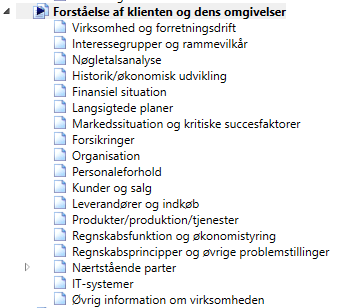 Forståelse af klienten og dens omgivelser
Virksomhed og forretningsdrift
Interessegrupper og rammevilkår
Nøgletalsanalyse
Historik/økonomisk udvikling
Finansiel situation
Langsigtede planer
Markedssituation og kritiske succesfaktorer
Forsikringer
Organisation
Personaleforhold
Kunder og salg
Leverandører og indkøb
Produkter/produktion/tjenester
Regnskabsfunktion og økonomistyring
Regnskabsprincipper og øvrige problemstillinger
Nærtstående parter
IT-systemer
Øvrig information om virksomheden